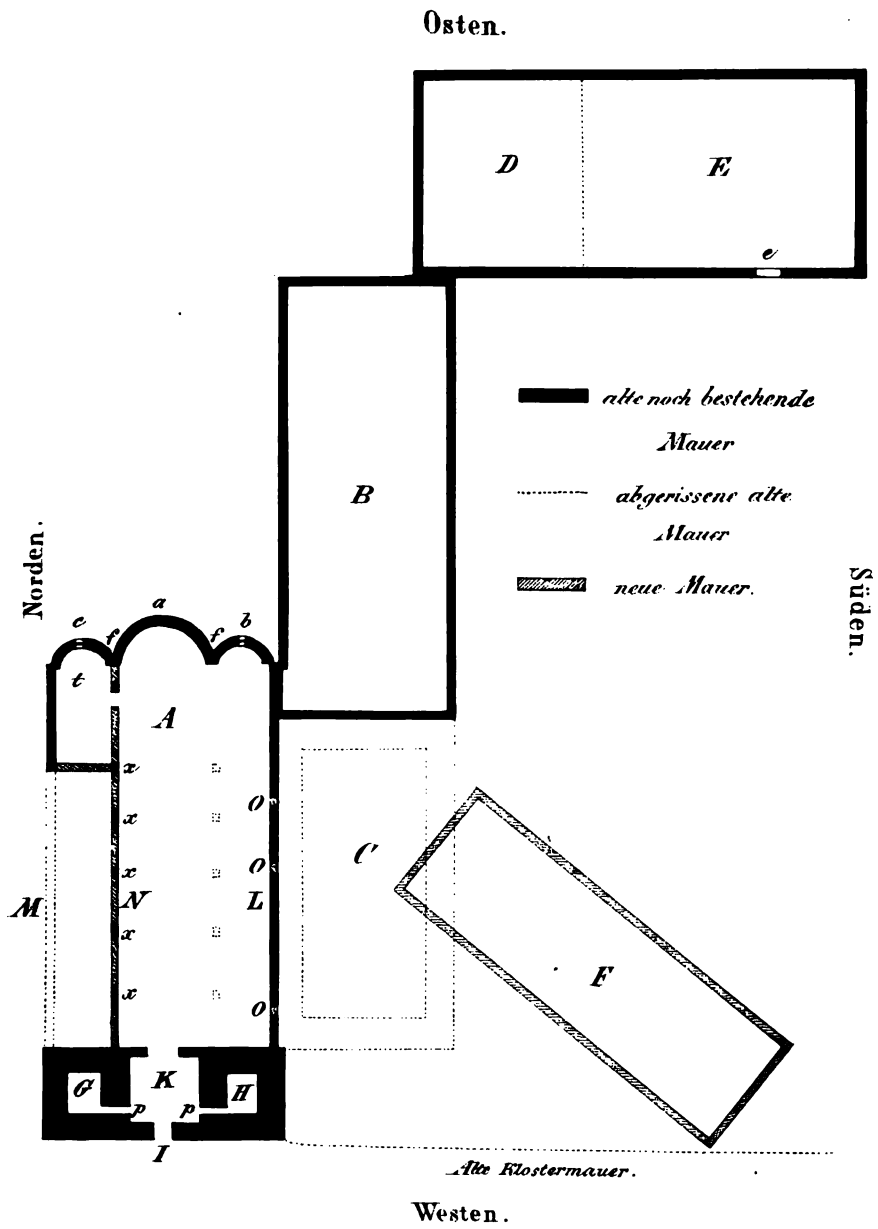 Osten.
D
E
e
alte noch bestehende
Mauer
B
abgerissene alte
Mauer
Norden.
neue Mauer.
Süden.
c
f
a
f
b
t
A
x
O
x
C
x
O
M
N
L
x
F
x
O
G
K
H
p
p
I
Alte Klostermauer.
Westen.